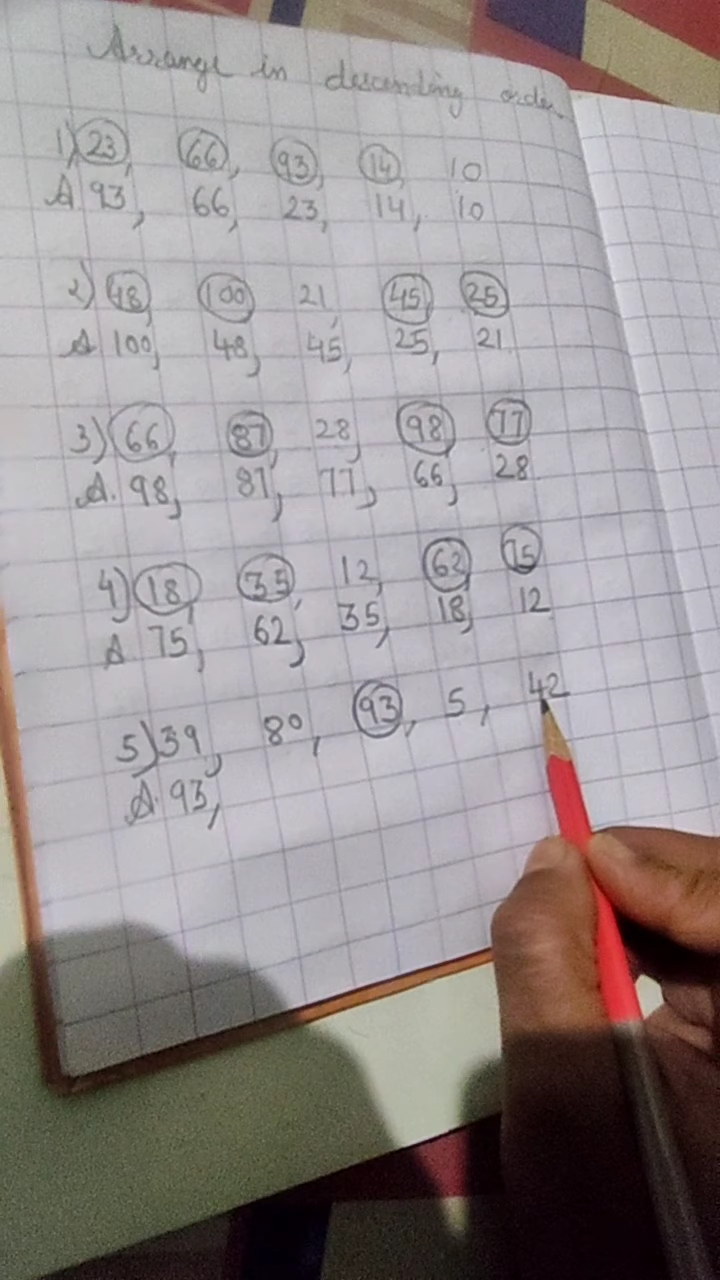 Arrange in descending order
1) 23, 66, 93, 14, 10
A 93, 66, 23, 14, 10
2) 48, 100, 21, 45, 25
A 100, 48, 45, 25, 21
3) 66, 87, 28, 98, 77
A. 98, 87, 77, 66, 28
4) 18, 35, 12, 62, 75
A 75, 62, 35, 18, 12
5) 39, 80, 93, 5, 42
A. 93,